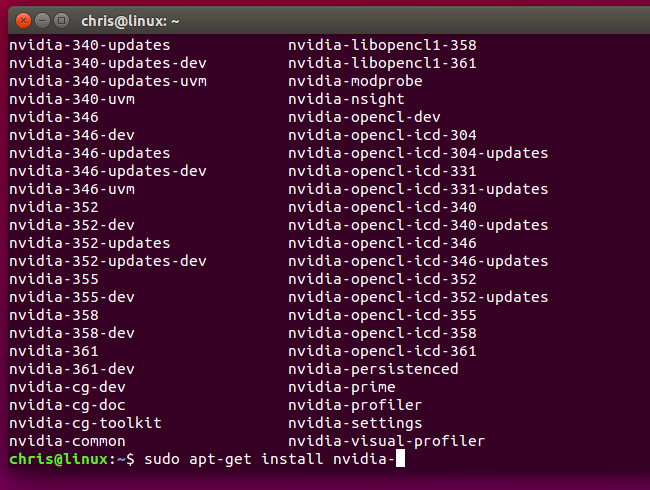 chris@linux: ~
nvidia-340-updates nvidia-libopencl1-358
nvidia-340-updates-dev nvidia-libopencl1-361
nvidia-340-updates-uvm nvidia-modprobe
nvidia-340-uvm nvidia-nsight
nvidia-346 nvidia-opencl-dev
nvidia-346-dev nvidia-opencl-icd-304
nvidia-346-updates nvidia-opencl-icd-304-updates
nvidia-346-updates-dev nvidia-opencl-icd-331
nvidia-346-uvm nvidia-opencl-icd-331-updates
nvidia-352 nvidia-opencl-icd-340
nvidia-352-dev nvidia-opencl-icd-340-updates
nvidia-352-updates nvidia-opencl-icd-346
nvidia-352-updates-dev nvidia-opencl-icd-346-updates
nvidia-355 nvidia-opencl-icd-352
nvidia-355-dev nvidia-opencl-icd-352-updates
nvidia-358 nvidia-opencl-icd-355
nvidia-358-dev nvidia-opencl-icd-358
nvidia-361 nvidia-opencl-icd-361
nvidia-361-dev nvidia-persistenced
nvidia-cg-dev nvidia-prime
nvidia-cg-doc nvidia-profiler
nvidia-cg-toolkit nvidia-settings
nvidia-common nvidia-visual-profiler
chris@linux:~$ sudo apt-get install nvidia-